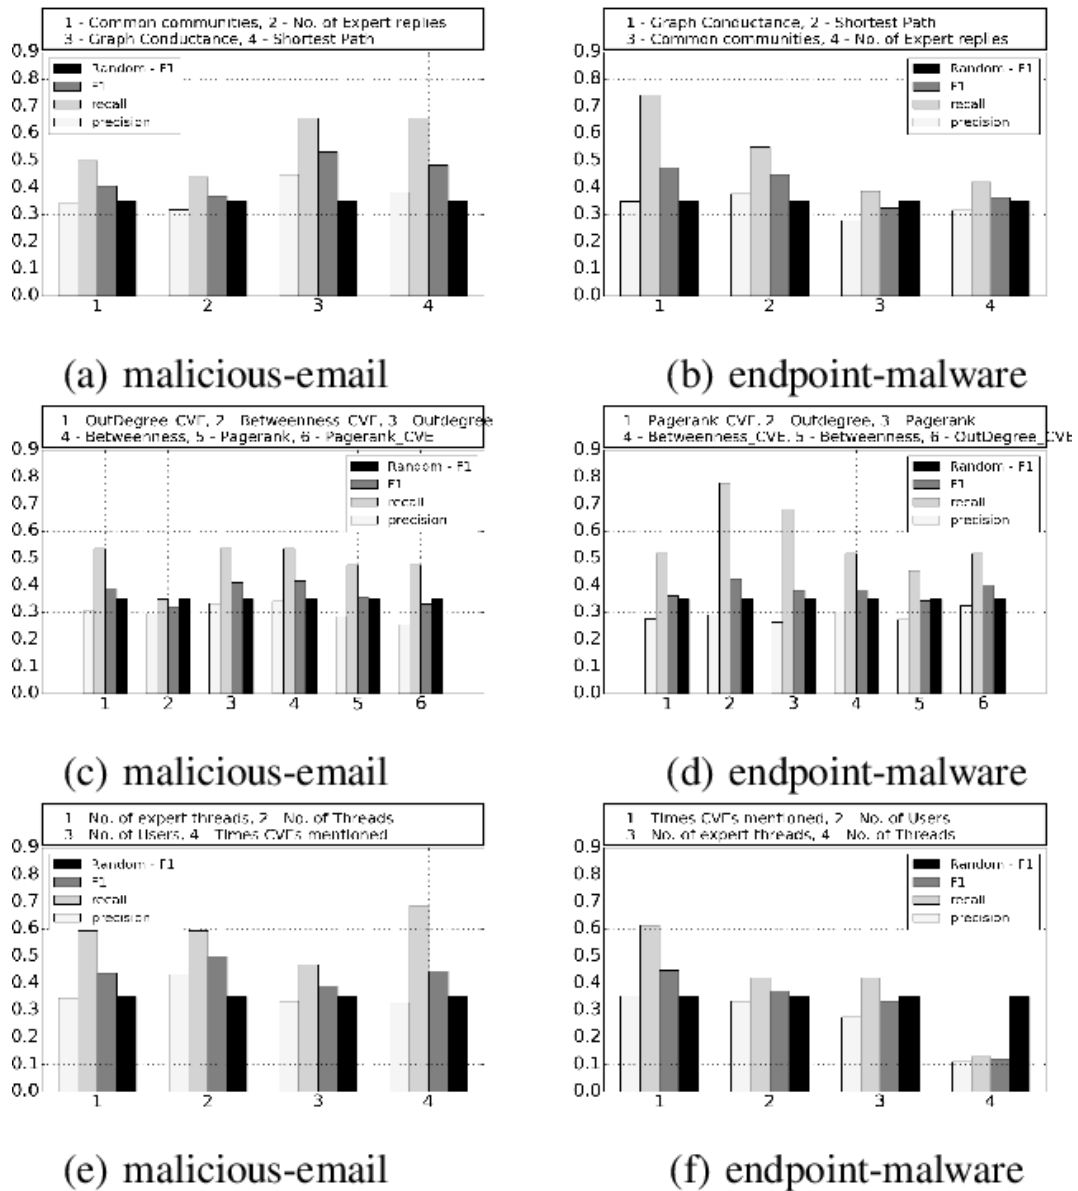 1 - Common communities, 2 - No. of Expert replies
3 - Graph Conductance, 4 - Shortest Path
0.9
0.8
0.7
0.6
0.5
0.4
0.3
0.2
0.1
0.0
Random - F1
F1
recall
precision
1 2 3 4
(a) malicious-email
1 - Graph Conductance, 2 - Shortest Path
3 - Common communities, 4 - No. of Expert replies
0.9
0.8
0.7
0.6
0.5
0.4
0.3
0.2
0.1
0.0
Random - F1
F1
recall
precision
1 2 3 4
(b) endpoint-malware
1 OutDegree_CVE, 2 Betweenness_CVE, 3 Outdegree
4 - Betweenness, 5 - Pagerank, 6 - Pagerank_CVE
0.9
0.8
0.7
0.6
0.5
0.4
0.3
0.2
0.1
0.0
Random - F1
F1
recall
precision
1 2 3 4 5 6
(c) malicious-email
1 Pagerank_CVE, 2 Outdegree, 3 Pagerank
4 - Betweenness_CVE, 5 - Betweenness, 6 - OutDegree_CVE
0.9
0.8
0.7
0.6
0.5
0.4
0.3
0.2
0.1
0.0
Random - F1
F1
recall
precision
1 2 3 4 5 6
(d) endpoint-malware
1 No. of expert threads, 2 No. of Threads
3 No. of Users, 4 Times CVEs mentioned
0.9
0.8
0.7
0.6
0.5
0.4
0.3
0.2
0.1
0.0
Random - F1
F1
recall
precision
1 2 3 4
(e) malicious-email
1 Times CVEs mentioned, 2 No. of Users
3 No. of expert threads, 4 No. of Threads
0.9
0.8
0.7
0.6
0.5
0.4
0.3
0.2
0.1
0.0
Random - F1
F1
recall
precision
1 2 3 4
(f) endpoint-malware